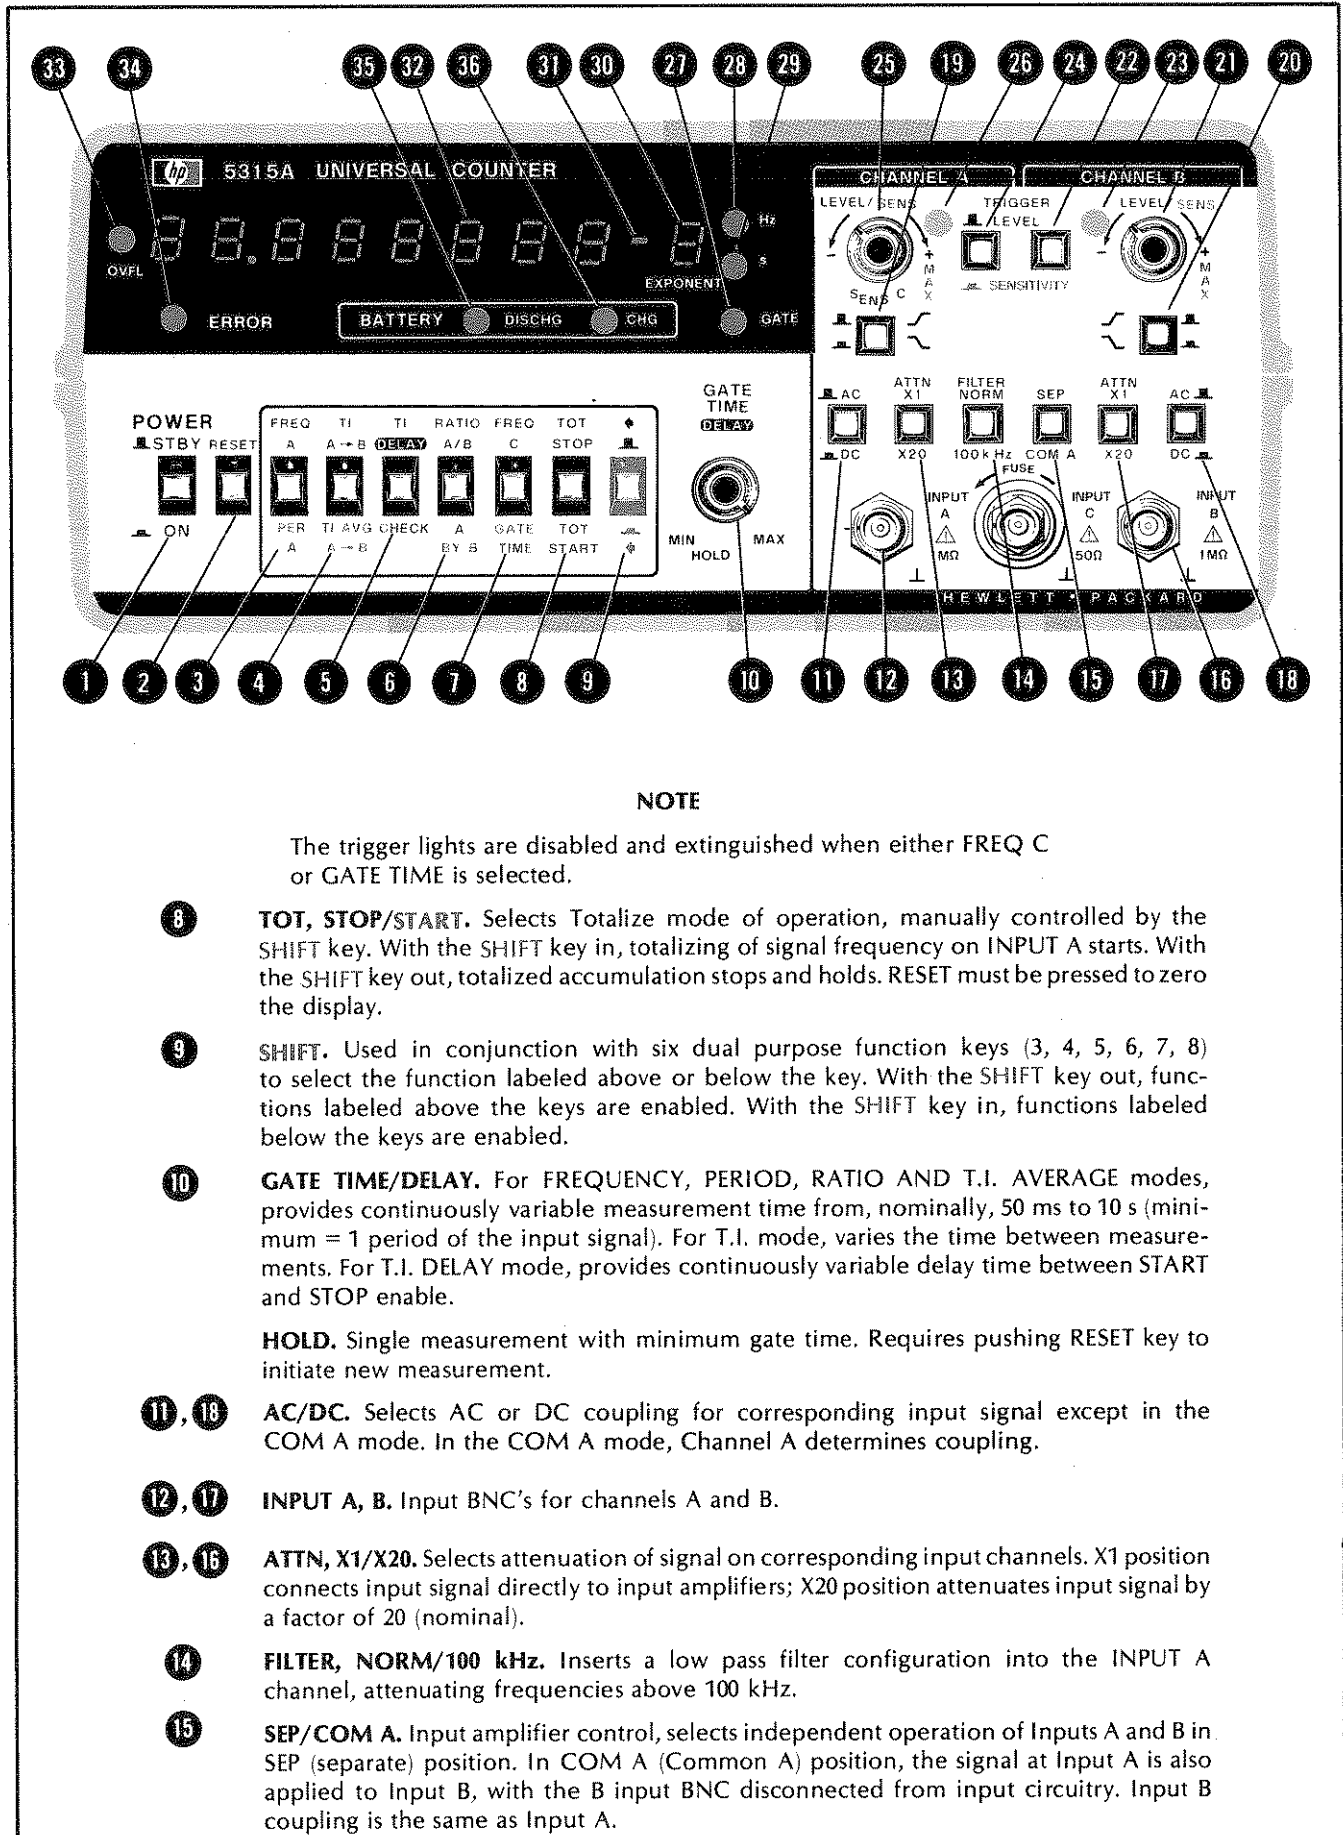 33 34 35 32 36 31 30 27 28 29 25 19 26 24 22 23 21 20
hp 5315A UNIVERSAL COUNTER
CHANNEL A CHANNEL B
LEVEL/SENS TRIGGER LEVEL LEVEL/SENS
Hz
OVFL
s
- + MAX - + MAX
EXPONENT
SENS C
SENSITIVITY
ERROR BATTERY DISCHG CHG GATE
GATE TIME DELAY
AC ATTN X1 FILTER NORM SEP ATTN X1 AC
DC X20 100 kHz COM A X20 DC
POWER
STBY RESET
ON
FREQ A TI A→B TI DELAY RATIO A/B FREQ C TOT STOP
PER A TI AVG A→B CHECK A BY B GATE TIME TOT START
MIN HOLD MAX
FUSE
INPUT A MΩ INPUT C 50Ω INPUT B 1MΩ
HEWLETT • PACKARD
1 2 3 4 5 6 7 8 9 10 11 12 13 14 15 17 16 18
NOTE
The trigger lights are disabled and extinguished when either FREQ C
or GATE TIME is selected.
8 TOT, STOP/START. Selects Totalize mode of operation, manually controlled by the
SHIFT key. With the SHIFT key in, totalizing of signal frequency on INPUT A starts. With
the SHIFT key out, totalized accumulation stops and holds. RESET must be pressed to zero
the display.
9 SHIFT. Used in conjunction with six dual purpose function keys (3, 4, 5, 6, 7, 8)
to select the function labeled above or below the key. With the SHIFT key out, func-
tions labeled above the keys are enabled. With the SHIFT key in, functions labeled
below the keys are enabled.
10 GATE TIME/DELAY. For FREQUENCY, PERIOD, RATIO AND T.I. AVERAGE modes,
provides continuously variable measurement time from, nominally, 50 ms to 10 s (mini-
mum = 1 period of the input signal). For T.I. mode, varies the time between measure-
ments. For T.I. DELAY mode, provides continuously variable delay time between START
and STOP enable.
HOLD. Single measurement with minimum gate time. Requires pushing RESET key to
initiate new measurement.
11, 18 AC/DC. Selects AC or DC coupling for corresponding input signal except in the
COM A mode. In the COM A mode, Channel A determines coupling.
12, 17 INPUT A, B. Input BNC's for channels A and B.
13, 16 ATTN, X1/X20. Selects attenuation of signal on corresponding input channels. X1 position
connects input signal directly to input amplifiers; X20 position attenuates input signal by
a factor of 20 (nominal).
14 FILTER, NORM/100 kHz. Inserts a low pass filter configuration into the INPUT A
channel, attenuating frequencies above 100 kHz.
15 SEP/COM A. Input amplifier control, selects independent operation of Inputs A and B in
SEP (separate) position. In COM A (Common A) position, the signal at Input A is also
applied to Input B, with the B input BNC disconnected from input circuitry. Input B
coupling is the same as Input A.